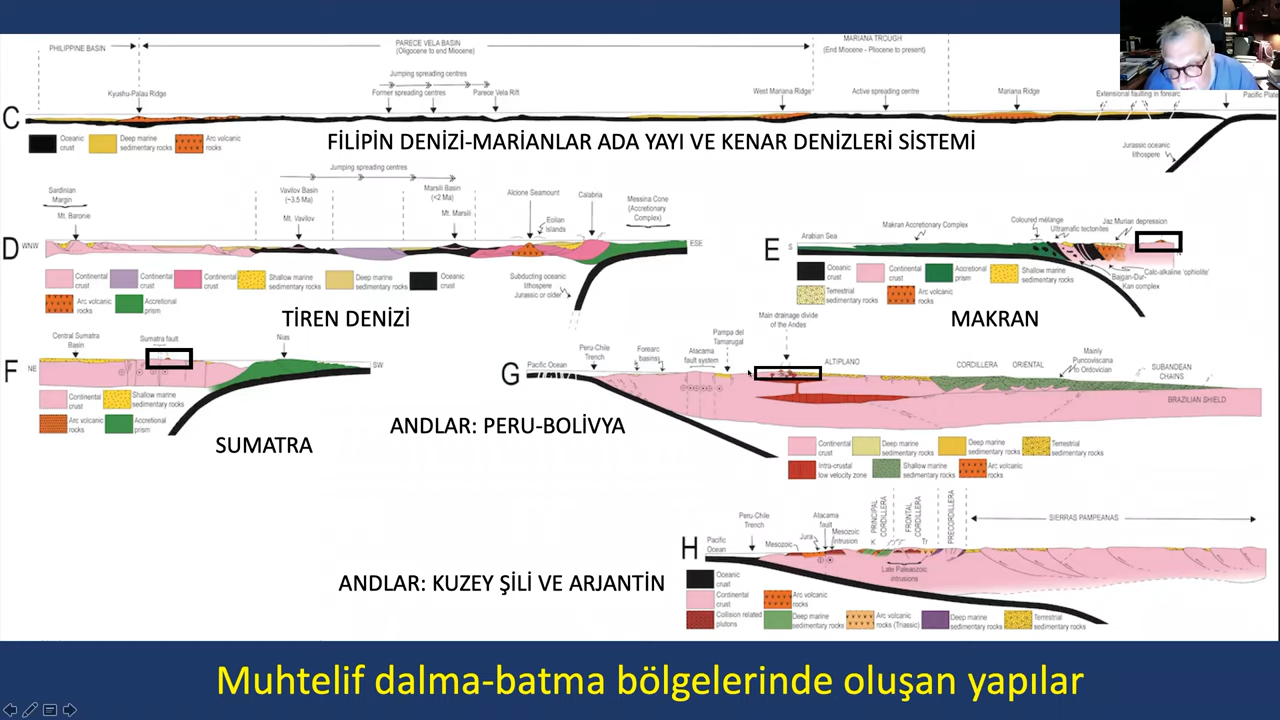 PHILIPPINE BASIN
PARECE VELA BASIN
(Oligocene to end Miocene)
MARIANA TROUGH
(End Miocene - Pliocene to present)
Jumping spreading centres
Kyushu-Palau Ridge
Former spreading centres
Parece Vela Rift
West Mariana Ridge
Active spreading centre
Mariana Ridge
Extensional faulting in forearc
Pacific Plate
C
Oceanic
crust
Deep marine
sedimentary rocks
Arc volcanic
rocks
FİLİPİN DENİZİ-MARİANLAR ADA YAYI VE KENAR DENİZLERİ SİSTEMİ
Jurassic oceanic
lithospere
Jumping spreading centres
Sardinian
Margin
Mt. Baronie
Vavilov Basin
(~3.5 Ma)
Mt. Vavilov
Marsili Basin
(<2 Ma)
Mt. Marsili
Alcione Seamount
Eolian
Islands
Calabria
Messina Cone
(Accretionary
Complex)
D
WNW
ESE
Continental
crust
Continental
crust
Continental
crust
Shallow marine
sedimentary rocks
Deep marine
sedimentary rocks
Oceanic
crust
Arc volcanic
rocks
Accretional
prism
Subducting oceanic
lithospere
Jurassic or older
TİREN DENİZİ
E
S
Arabian Sea
Makran Accretionary Complex
Coloured mélange
Ultramafic tectonites
Jaz Murian depression
N
Oceanic
crust
Continental
crust
Accretional
prism
Shallow marine
sedimentary rocks
Terrestrial
sedimentary rocks
Arc volcanic
rocks
Bajgan-Dur-
Kan complex
Calc-alkaline 'ophiolite'
MAKRAN
F
NE
Central Sumatra
Basin
Sumatra fault
Nias
SW
Continental
crust
Shallow marine
sedimentary rocks
Arc volcanic
rocks
Accretional
prism
SUMATRA
G
Pacific Ocean
Peru-Chile
Trench
Forearc
basins
Atacama
fault system
Pampa del
Tamarugal
Main drainage divide
of the Andes
ALTIPLANO
CORDILLERA
ORIENTAL
Mainly
Puncoviscana
to Ordovician
SUBANDEAN
CHAINS
BRAZILIAN SHIELD
ANDLAR: PERU-BOLİVYA
Continental
crust
Deep marine
sedimentary rocks
Deep marine
sedimentary rocks
Terrestrial
sedimentary rocks
Intra-crustal
low velocity zone
Shallow marine
sedimentary rocks
Arc volcanic
rocks
H
Pacific
Ocean
Peru-Chile
Trench
Mesozoic
Jura
Atacama
fault
Mesozoic
intrusion
PRINCIPAL
CORDILLERA
K
FRONTAL
CORDILLERA
Tr
PRECORDILLERA
SIERRAS PAMPEANAS
Late Paleaozoic
intrusions
ANDLAR: KUZEY ŞİLİ VE ARJANTİN
Oceanic
crust
Continental
crust
Arc volcanic
rocks
Collision related
plutons
Deep marine
sedimentary rocks
Arc volcanic
rocks (Triassic)
Deep marine
sedimentary rocks
Terrestrial
sedimentary rocks
Muhtelif dalma-batma bölgelerinde oluşan yapılar